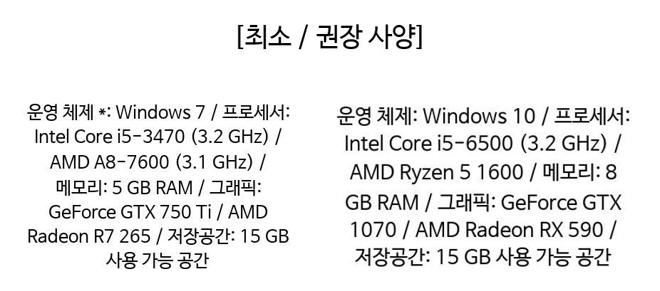 [최소 / 권장 사양]
운영 체제 *: Windows 7 / 프로세서:
Intel Core i5-3470 (3.2 GHz) /
AMD A8-7600 (3.1 GHz) /
메모리: 5 GB RAM / 그래픽:
GeForce GTX 750 Ti / AMD
Radeon R7 265 / 저장공간: 15 GB
사용 가능 공간
운영 체제: Windows 10 / 프로세서:
Intel Core i5-6500 (3.2 GHz) /
AMD Ryzen 5 1600 / 메모리: 8
GB RAM / 그래픽: GeForce GTX
1070 / AMD Radeon RX 590 /
저장공간: 15 GB 사용 가능 공간